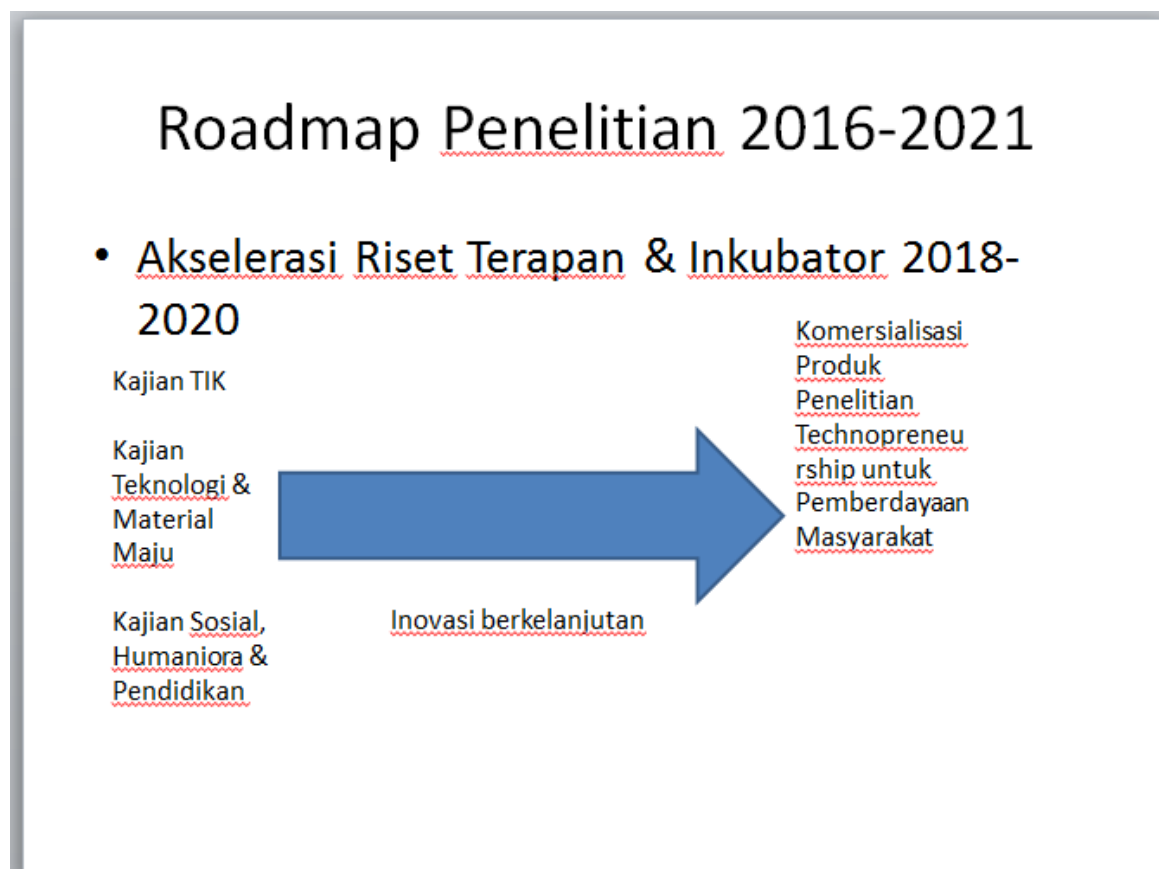 Roadmap Penelitian 2016-2021
• Akselerasi Riset Terapan & Inkubator 2018-
2020
Kajian TIK
Kajian
Teknologi &
Material
Maju
Kajian Sosial,
Humaniora &
Pendidikan
Inovasi berkelanjutan
Komersialisasi
Produk
Penelitian
Technopreneu
rship untuk
Pemberdayaan
Masyarakat